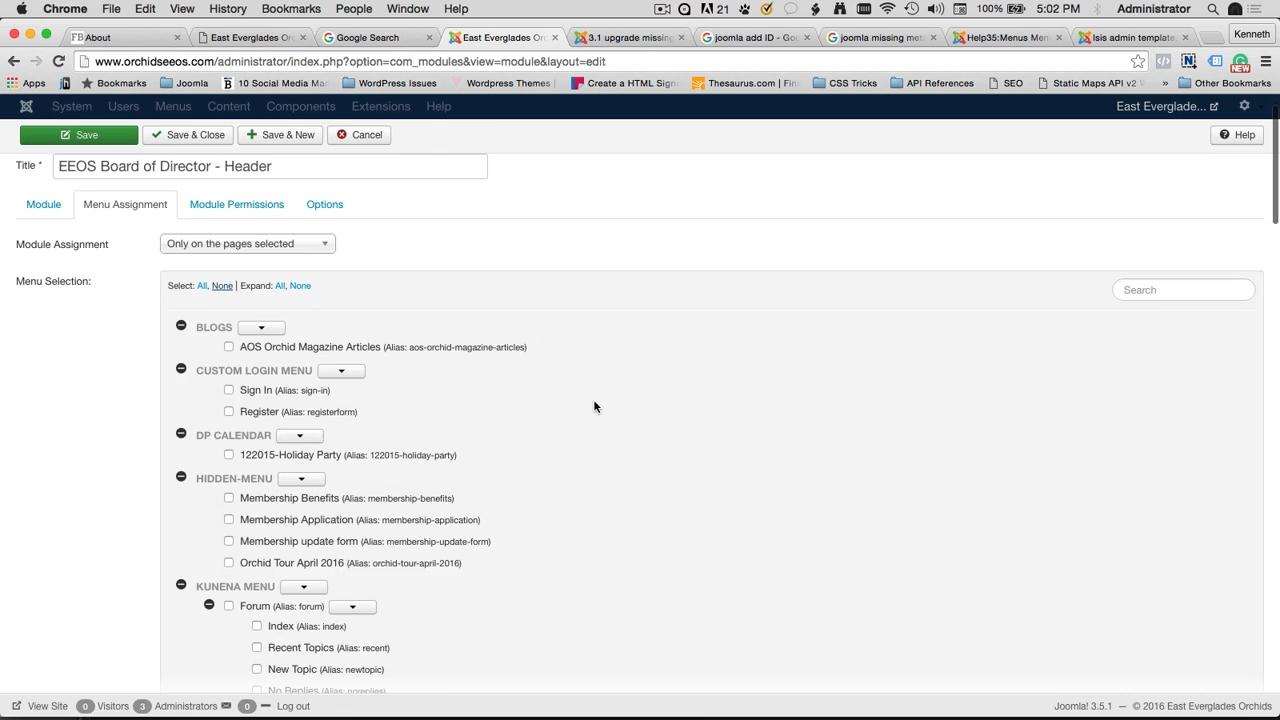 Chrome File Edit View History Bookmarks People Window Help 21 100% 5:02 PM Administrator
FB About East Everglades Or Google Search East Everglades Or 3.1 upgrade missing joomla add ID - Goo joomla missing met Help35:Menus Men Isis admin template. Kenneth
www.orchidseeos.com/administrator/index.php?option=com_modules&view=module&layout=edit
Apps Bookmarks Joomla B 10 Social Media Mar WordPress Issues Wordpress Themes Create a HTML Sign Thesaurus.com | Fin CSS Tricks API References SEO Static Maps API v2 » Other Bookmarks
NEW
System Users Menus Content Components Extensions Help East Everglade...
Save Save & Close Save & New Cancel Help
Title * EEOS Board of Director - Header
Module Menu Assignment Module Permissions Options
Module Assignment Only on the pages selected
Menu Selection: Select: All, None | Expand: All, None Search
BLOGS
AOS Orchid Magazine Articles (Alias: aos-orchid-magazine-articles)
CUSTOM LOGIN MENU
Sign In (Alias: sign-in)
Register (Alias: registerform)
DP CALENDAR
122015-Holiday Party (Alias: 122015-holiday-party)
HIDDEN-MENU
Membership Benefits (Alias: membership-benefits)
Membership Application (Alias: membership-application)
Membership update form (Alias: membership-update-form)
Orchid Tour April 2016 (Alias: orchid-tour-april-2016)
KUNENA MENU
Forum (Alias: forum)
Index (Alias: index)
Recent Topics (Alias: recent)
New Topic (Alias: newtopic)
No Replies (Alias: noreplies)
View Site 0 Visitors 3 Administrators 0 Log out Joomla! 3.5.1 — © 2016 East Everglades Orchids